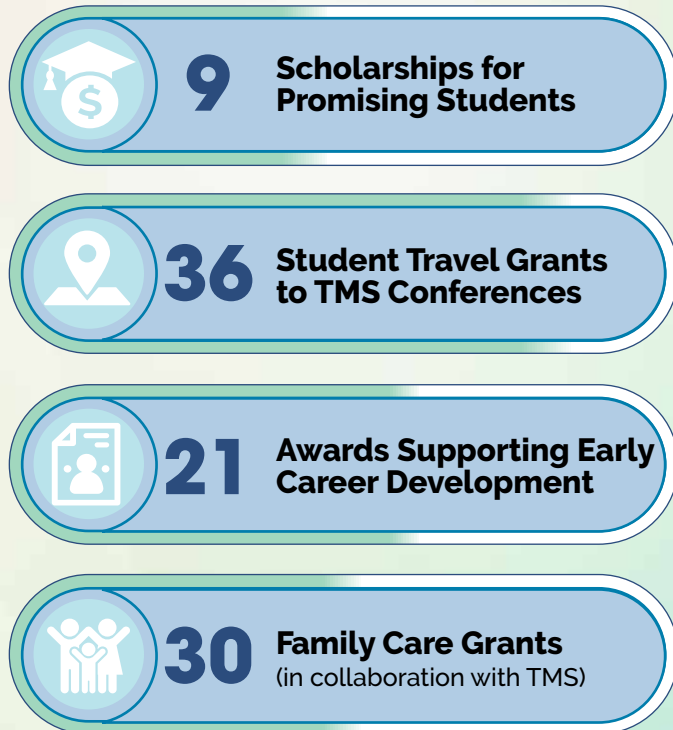 $
9
Scholarships for
Promising Students
36
Student Travel Grants
to TMS Conferences
21
Awards Supporting Early
Career Development
30
Family Care Grants
(in collaboration with TMS)